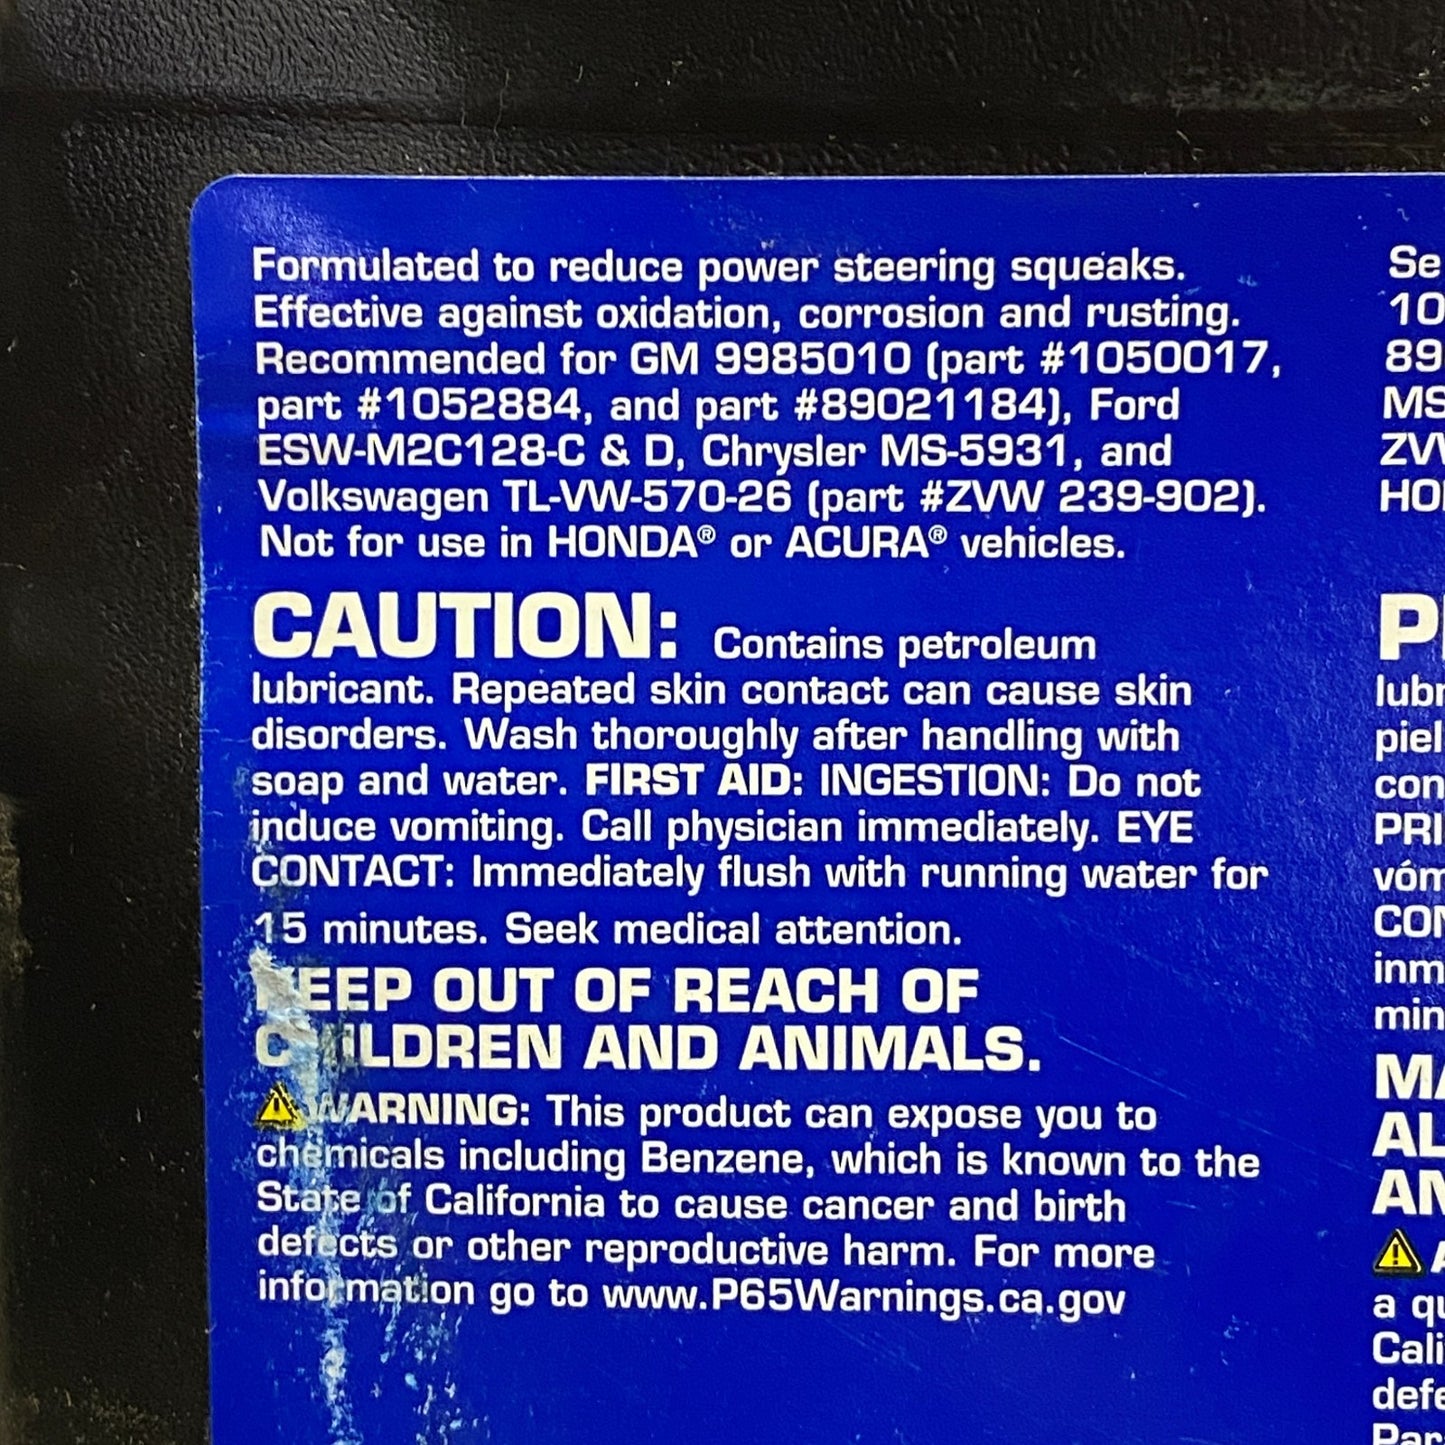 Formulated to reduce power steering squeaks.
Effective against oxidation, corrosion and rusting.
Recommended for GM 9985010 (part #1050017,
part #1052884, and part #89021184), Ford
ESW-M2C128-C & D, Chrysler MS-5931, and
Volkswagen TL-VW-570-26 (part #ZVW 239-902).
Not for use in HONDA® or ACURA® vehicles.
CAUTION: Contains petroleum
lubricant. Repeated skin contact can cause skin
disorders. Wash thoroughly after handling with
soap and water. FIRST AID: INGESTION: Do not
induce vomiting. Call physician immediately. EYE
CONTACT: Immediately flush with running water for
15 minutes. Seek medical attention.
KEEP OUT OF REACH OF
CHILDREN AND ANIMALS.
WARNING: This product can expose you to
chemicals including Benzene, which is known to the
State of California to cause cancer and birth
defects or other reproductive harm. For more
information go to www.P65Warnings.ca.gov
Se
10
89
MS
ZVW
HON
lubr
piel
con
PRI
vóm
CON
inm
min
MA
AL
AN
a qu
Cali
defe
Par